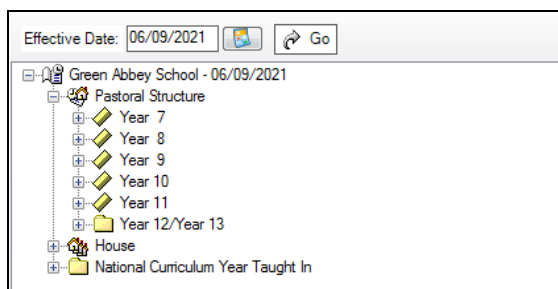 Effective Date: 06/09/2021 Go
Green Abbey School - 06/09/2021
Pastoral Structure
Year 7
Year 8
Year 9
Year 10
Year 11
Year 12/Year 13
House
National Curriculum Year Taught In